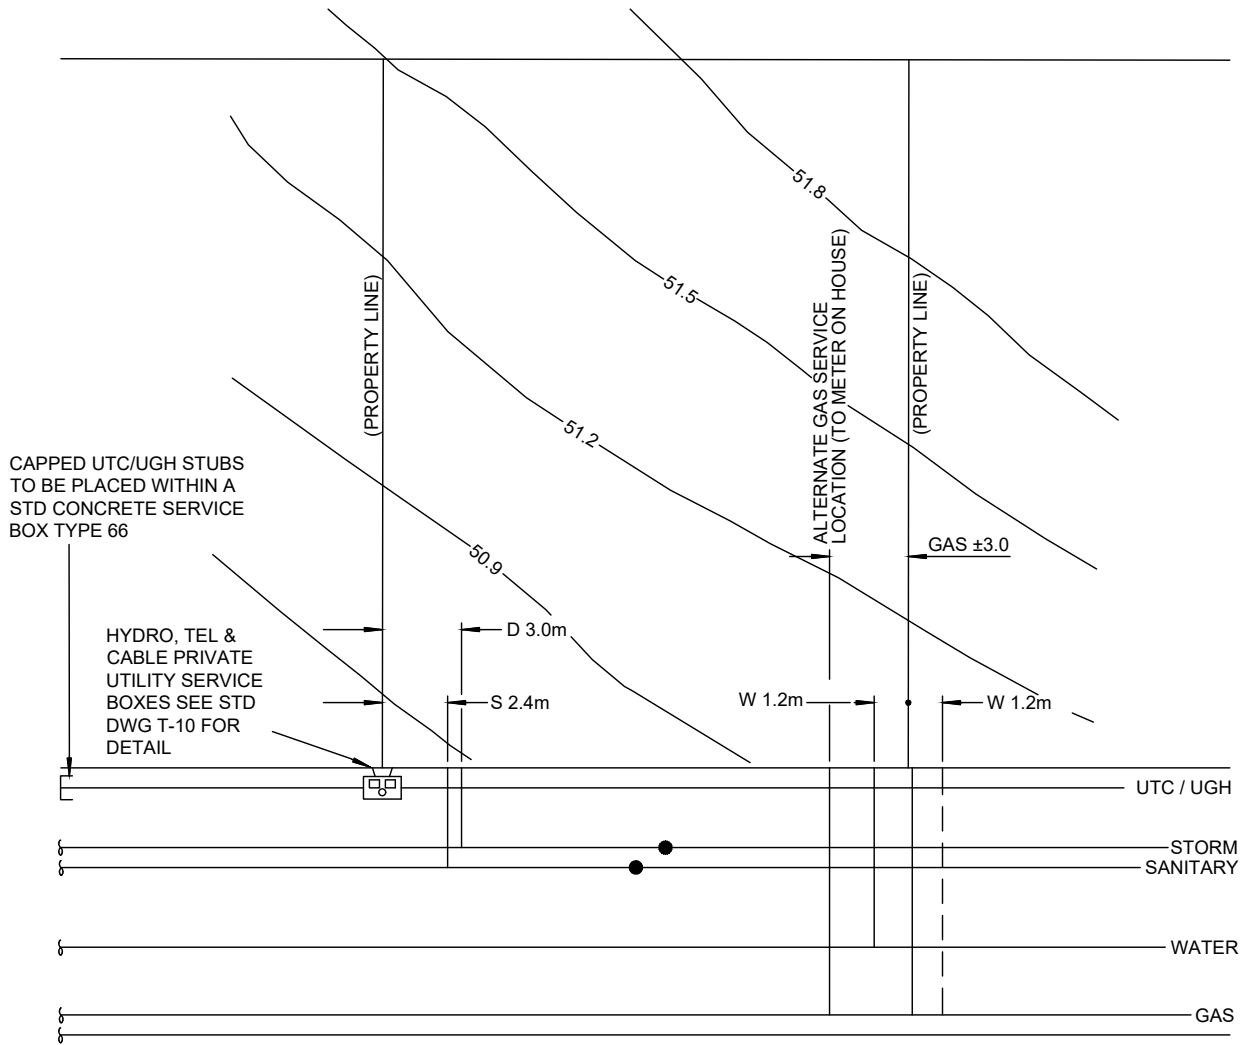 51.8
51.5
51.2
50.9
(PROPERTY LINE)
ALTERNATE GAS SERVICE
LOCATION (TO METER ON HOUSE)
(PROPERTY LINE)
CAPPED UTC/UGH STUBS
TO BE PLACED WITHIN A
STD CONCRETE SERVICE
BOX TYPE 66
GAS ±3.0
HYDRO, TEL &
CABLE PRIVATE
UTILITY SERVICE
BOXES SEE STD
DWG T-10 FOR
DETAIL
D 3.0m
S 2.4m
W 1.2m
W 1.2m
UTC / UGH
STORM
SANITARY
WATER
GAS